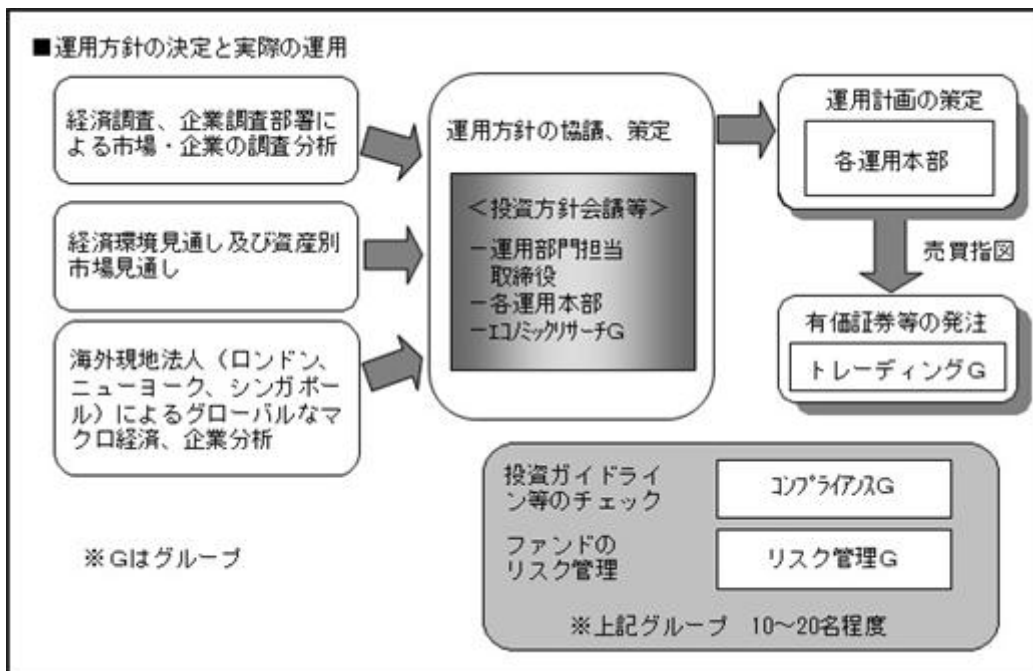 ■運用方針の決定と実際の運用
経済調査、企業調査部署に
よる市場・企業の調査分析
経済環境見通し及び資産別
市場見通し
海外現地法人（ロンドン、
ニューヨーク、シンガポー
ル）によるグローバルなマ
クロ経済、企業分析
※Gはグループ
運用方針の協議、策定
＜投資方針会議等＞
－運用部門担当
取締役
－各運用本部
－ｴｺﾉﾐｯｸﾘｻｰﾁG
運用計画の策定
各運用本部
売買指図
有価証券等の発注
トレーディングG
投資ガイドライ
ン等のチェック
ｺﾝﾌﾟﾗｲｱﾝｽG
ファンドの
リスク管理
リスク管理G
※上記グループ 10～20名程度